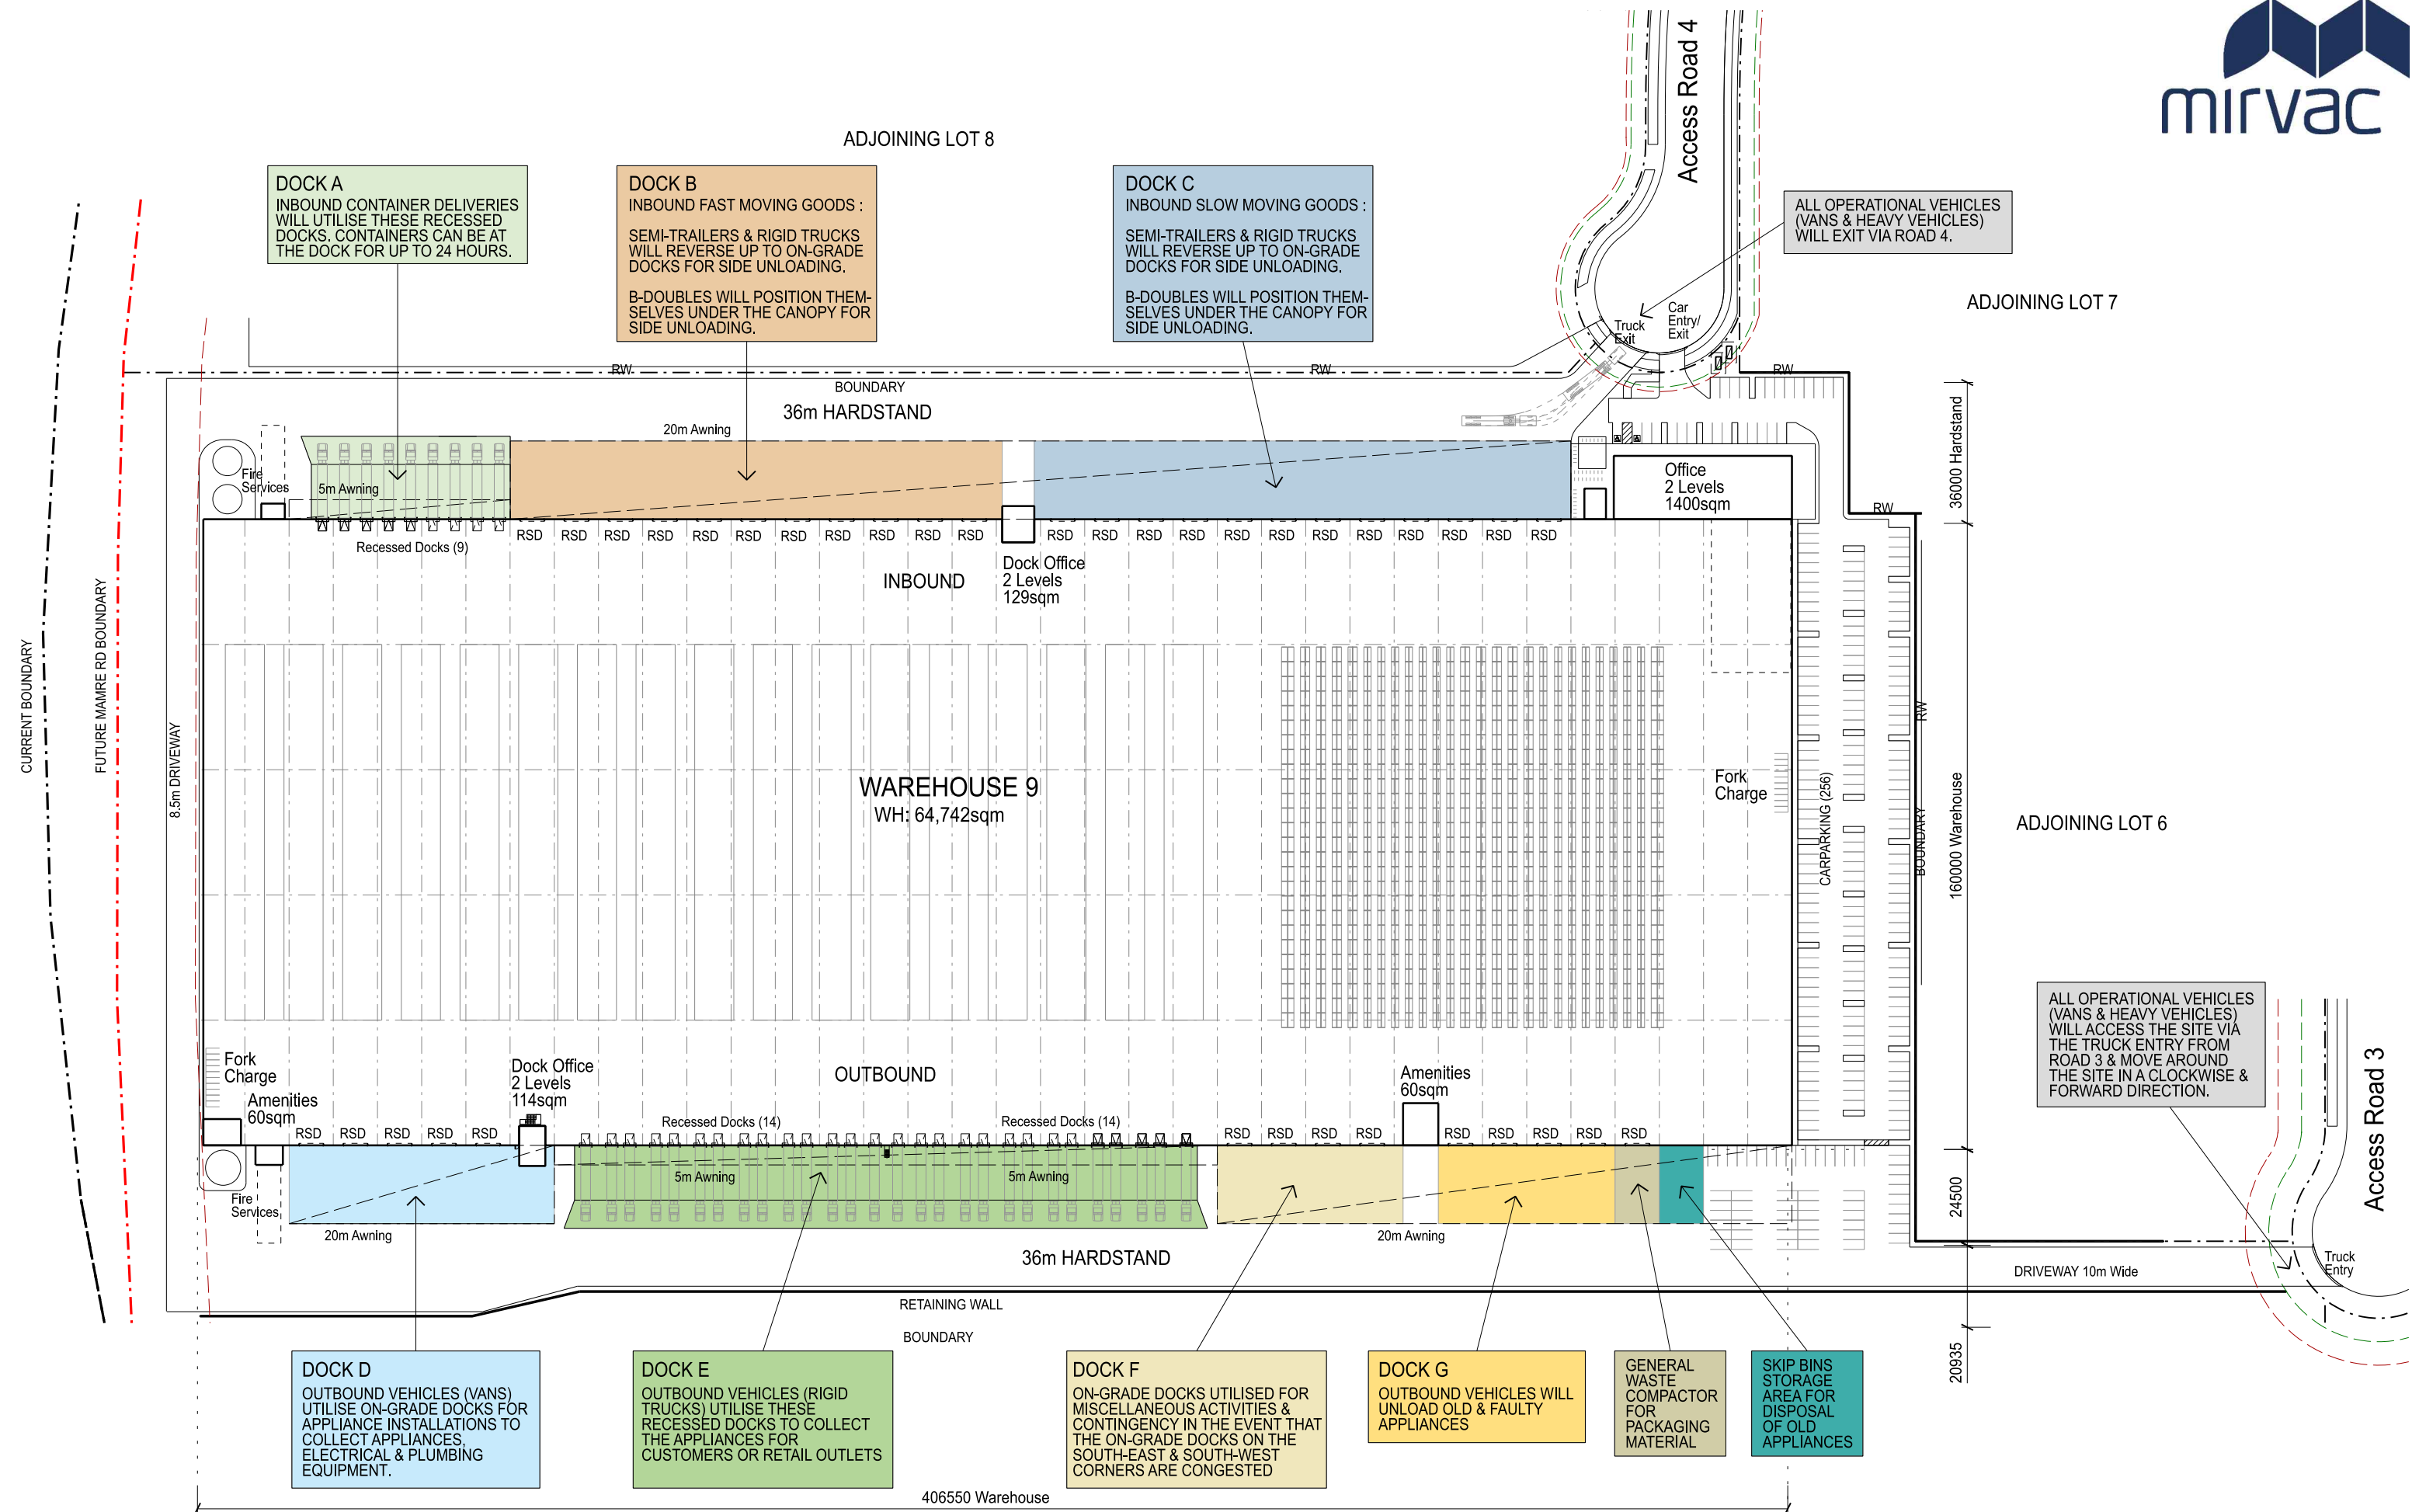 mirvac
Access Road 4
ADJOINING LOT 8
DOCK A
INBOUND CONTAINER DELIVERIES
WILL UTILISE THESE RECESSED
DOCKS. CONTAINERS CAN BE AT
THE DOCK FOR UP TO 24 HOURS.
DOCK B
INBOUND FAST MOVING GOODS :
SEMI-TRAILERS & RIGID TRUCKS
WILL REVERSE UP TO ON-GRADE
DOCKS FOR SIDE UNLOADING.
B-DOUBLES WILL POSITION THEM-
SELVES UNDER THE CANOPY FOR
SIDE UNLOADING.
DOCK C
INBOUND SLOW MOVING GOODS :
SEMI-TRAILERS & RIGID TRUCKS
WILL REVERSE UP TO ON-GRADE
DOCKS FOR SIDE UNLOADING.
B-DOUBLES WILL POSITION THEM-
SELVES UNDER THE CANOPY FOR
SIDE UNLOADING.
ALL OPERATIONAL VEHICLES
(VANS & HEAVY VEHICLES)
WILL EXIT VIA ROAD 4.
ADJOINING LOT 7
Truck
Exit
Car
Entry/
Exit
RW
RW
RW
BOUNDARY
36m HARDSTAND
20m Awning
36000 Hardstand
Fire
Services
5m Awning
Office
2 Levels
1400sqm
RW
Recessed Docks (9)
RSD RSD RSD RSD RSD RSD RSD RSD RSD RSD RSD
RSD RSD RSD RSD RSD RSD RSD RSD RSD RSD RSD RSD
INBOUND
Dock Office
2 Levels
129sqm
CURRENT BOUNDARY
FUTURE MAMRE RD BOUNDARY
8.5m DRIVEWAY
WAREHOUSE 9
WH: 64,742sqm
Fork
Charge
CARPARKING (256)
RW
BOUNDARY
160000 Warehouse
ADJOINING LOT 6
ALL OPERATIONAL VEHICLES
(VANS & HEAVY VEHICLES)
WILL ACCESS THE SITE VIA
THE TRUCK ENTRY FROM
ROAD 3 & MOVE AROUND
THE SITE IN A CLOCKWISE &
FORWARD DIRECTION.
Access Road 3
Fork
Charge
Amenities
60sqm
Dock Office
2 Levels
114sqm
OUTBOUND
Amenities
60sqm
RSD RSD RSD RSD RSD
Recessed Docks (14)
Recessed Docks (14)
RSD RSD RSD RSD
RSD RSD RSD RSD RSD
Fire
Services
5m Awning
5m Awning
20m Awning
20m Awning
24500
36m HARDSTAND
DRIVEWAY 10m Wide
Truck
Entry
RETAINING WALL
BOUNDARY
20935
DOCK D
OUTBOUND VEHICLES (VANS)
UTILISE ON-GRADE DOCKS FOR
APPLIANCE INSTALLATIONS TO
COLLECT APPLIANCES,
ELECTRICAL & PLUMBING
EQUIPMENT.
DOCK E
OUTBOUND VEHICLES (RIGID
TRUCKS) UTILISE THESE
RECESSED DOCKS TO COLLECT
THE APPLIANCES FOR
CUSTOMERS OR RETAIL OUTLETS
DOCK F
ON-GRADE DOCKS UTILISED FOR
MISCELLANEOUS ACTIVITIES &
CONTINGENCY IN THE EVENT THAT
THE ON-GRADE DOCKS ON THE
SOUTH-EAST & SOUTH-WEST
CORNERS ARE CONGESTED
DOCK G
OUTBOUND VEHICLES WILL
UNLOAD OLD & FAULTY
APPLIANCES
GENERAL
WASTE
COMPACTOR
FOR
PACKAGING
MATERIAL
SKIP BINS
STORAGE
AREA FOR
DISPOSAL
OF OLD
APPLIANCES
406550 Warehouse